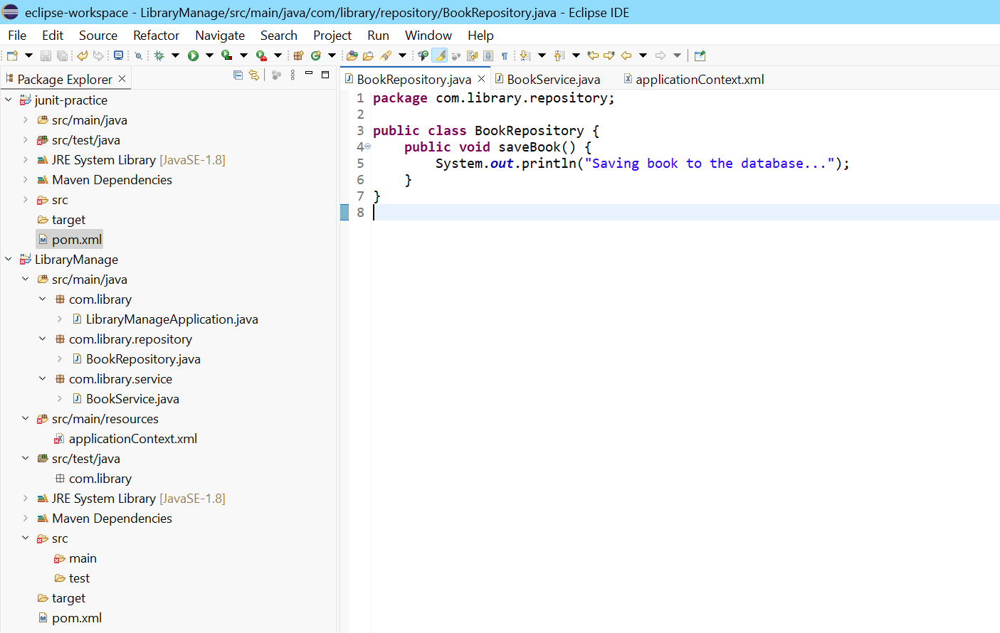 eclipse-workspace - LibraryManage/src/main/java/com/library/repository/BookRepository.java - Eclipse IDE
File Edit Source Refactor Navigate Search Project Run Window Help
Package Explorer
junit-practice
src/main/java
src/test/java
JRE System Library [JavaSE-1.8]
Maven Dependencies
src
target
pom.xml
LibraryManage
src/main/java
com.library
LibraryManageApplication.java
com.library.repository
BookRepository.java
com.library.service
BookService.java
src/main/resources
applicationContext.xml
src/test/java
com.library
JRE System Library [JavaSE-1.8]
Maven Dependencies
src
main
test
target
pom.xml
BookRepository.java BookService.java applicationContext.xml
1 package com.library.repository;
2
3 public class BookRepository {
4 public void saveBook() {
5 System.out.println("Saving book to the database...");
6 }
7 }
8